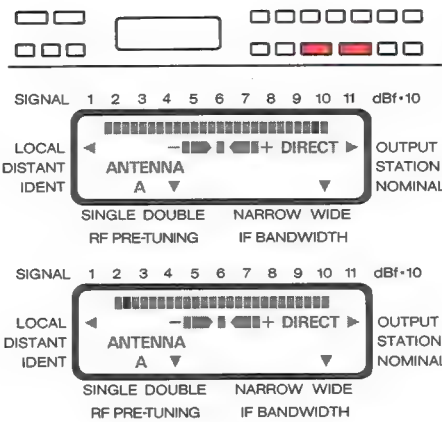 SIGNAL 1 2 3 4 5 6 7 8 9 10 11 dBf•10
LOCAL − + DIRECT OUTPUT
DISTANT ANTENNA STATION
IDENT A NOMINAL
SINGLE DOUBLE NARROW WIDE
RF PRE-TUNING IF BANDWIDTH
SIGNAL 1 2 3 4 5 6 7 8 9 10 11 dBf•10
LOCAL − + DIRECT OUTPUT
DISTANT ANTENNA STATION
IDENT A NOMINAL
SINGLE DOUBLE NARROW WIDE
RF PRE-TUNING IF BANDWIDTH